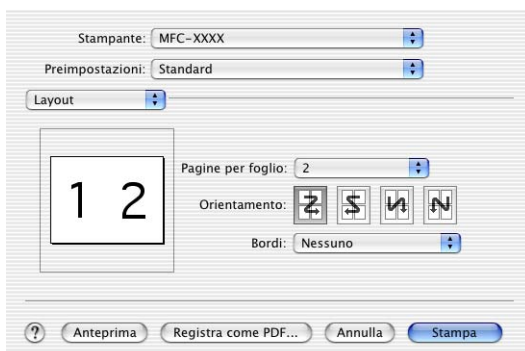 Stampante: MFC-XXXX
Preimpostazioni: Standard
Layout
1 2
Pagine per foglio: 2
Orientamento:
Bordi: Nessuno
? Anteprima Registra come PDF... Annulla Stampa